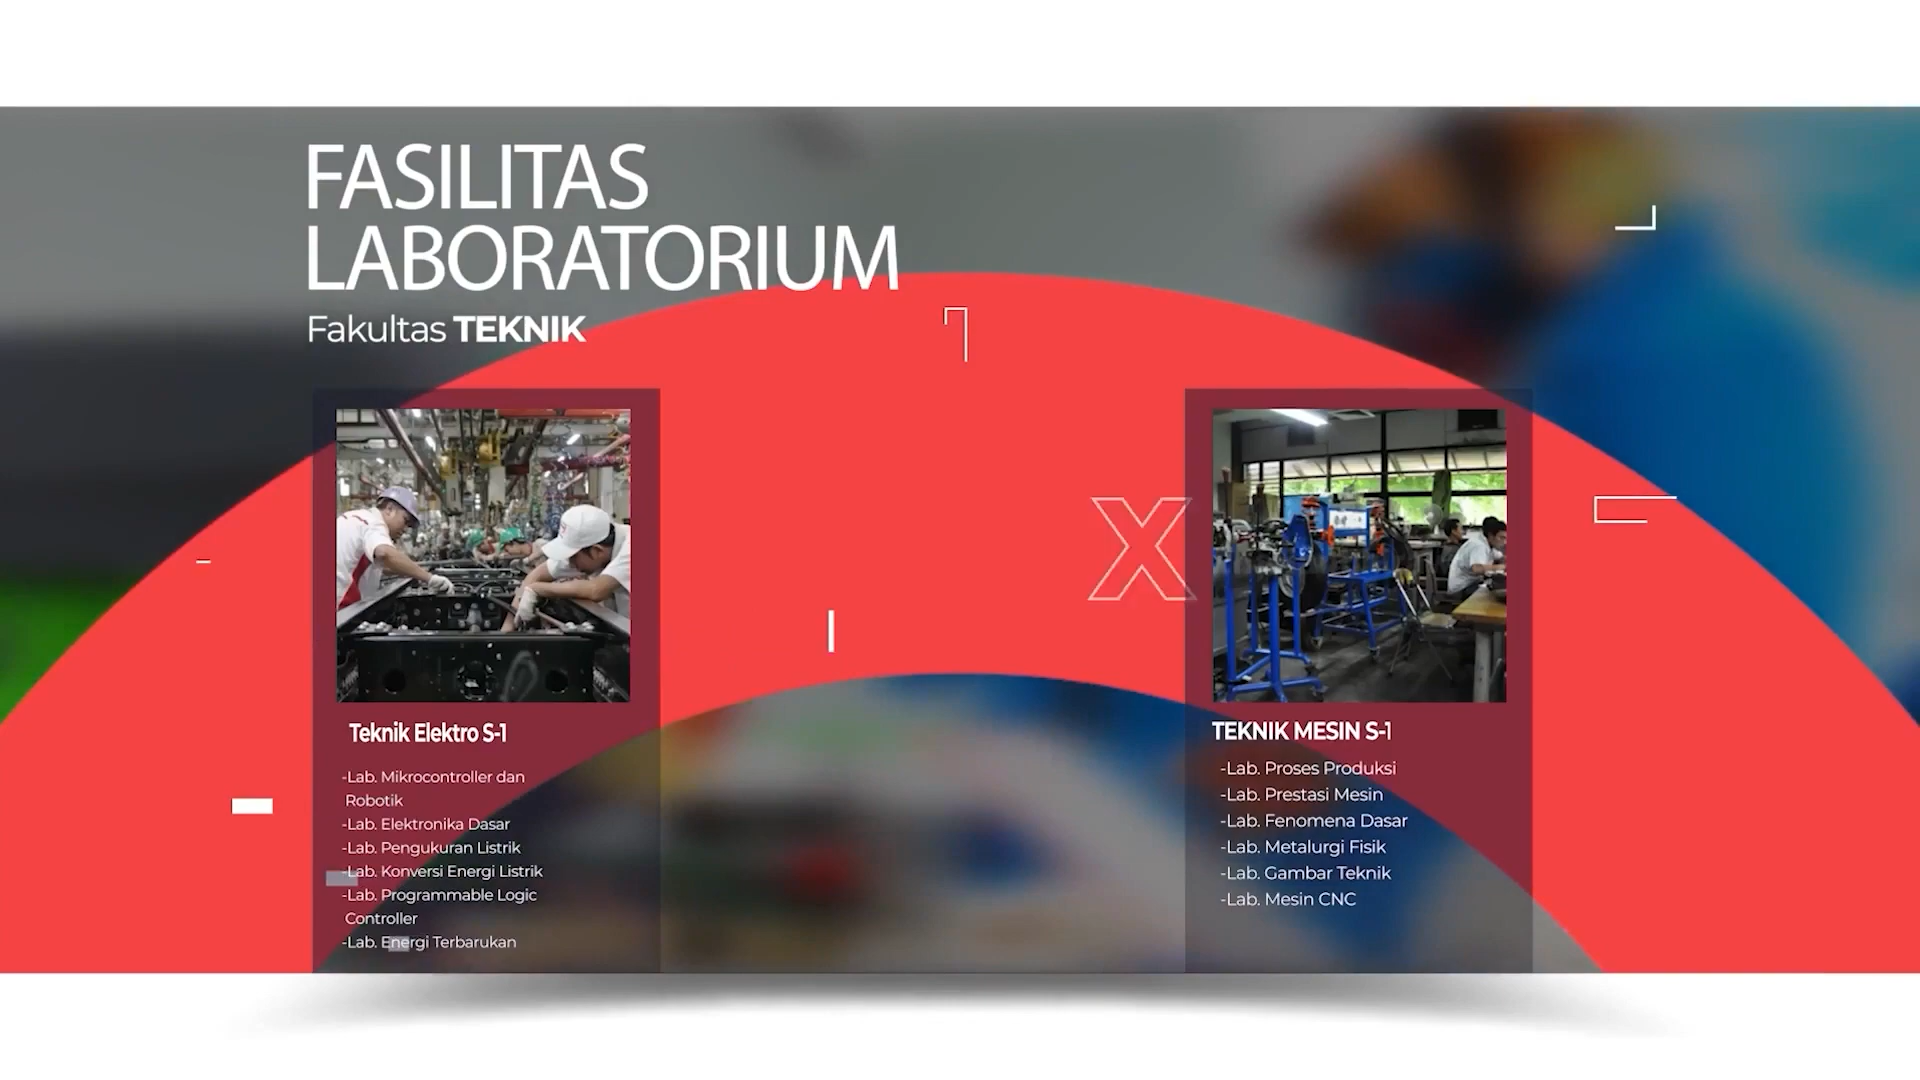 FASILITAS
LABORATORIUM
Fakultas TEKNIK
Teknik Elektro S-1
-Lab. Mikrocontroller dan
Robotik
-Lab. Elektronika Dasar
-Lab. Pengukuran Listrik
-Lab. Konversi Energi Listrik
-Lab. Programmable Logic
Controller
-Lab. Energi Terbarukan
TEKNIK MESIN S-1
-Lab. Proses Produksi
-Lab. Prestasi Mesin
-Lab. Fenomena Dasar
-Lab. Metalurgi Fisik
-Lab. Gambar Teknik
-Lab. Mesin CNC